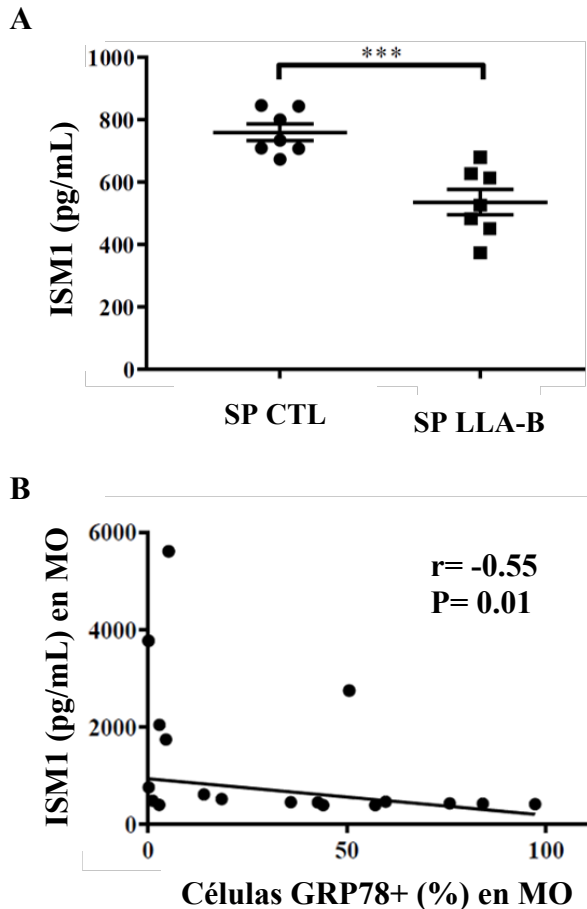 A
ISM1 (pg/mL)
1000
800
600
400
200
0
***
SP CTL
SP LLA-B
B
ISM1 (pg/mL) en MO
6000
4000
2000
0
r= -0.55
P= 0.01
0
50
100
Células GRP78+ (%) en MO